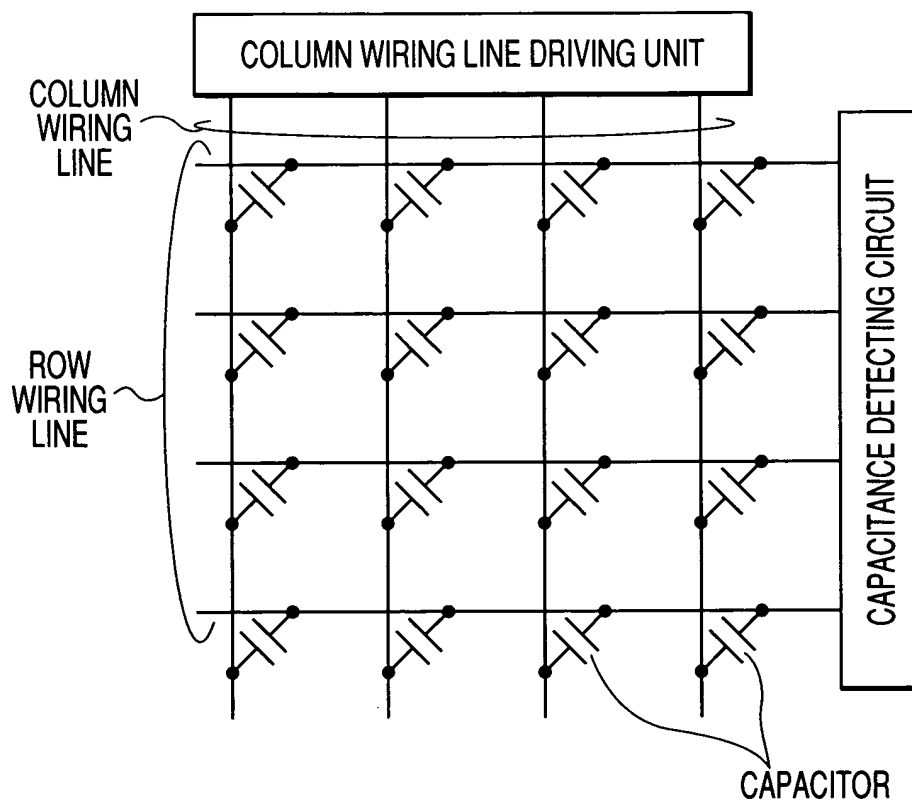 COLUMN WIRING LINE DRIVING UNIT
COLUMN
WIRING
LINE
CAPACITANCE DETECTING CIRCUIT
ROW
WIRING
LINE
CAPACITOR